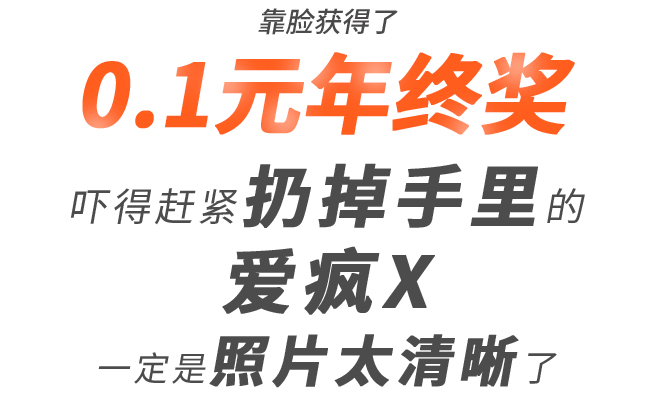 靠脸获得了
0.1元年终奖
吓得赶紧扔掉手里的
爱疯X
一定是照片太清晰了